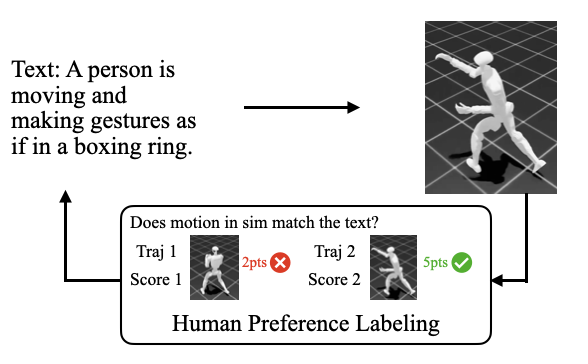 Text: A person is
moving and
making gestures as
if in a boxing ring.
Does motion in sim match the text?
Traj 1
Score 1
2pts
Traj 2
Score 2
5pts
Human Preference Labeling